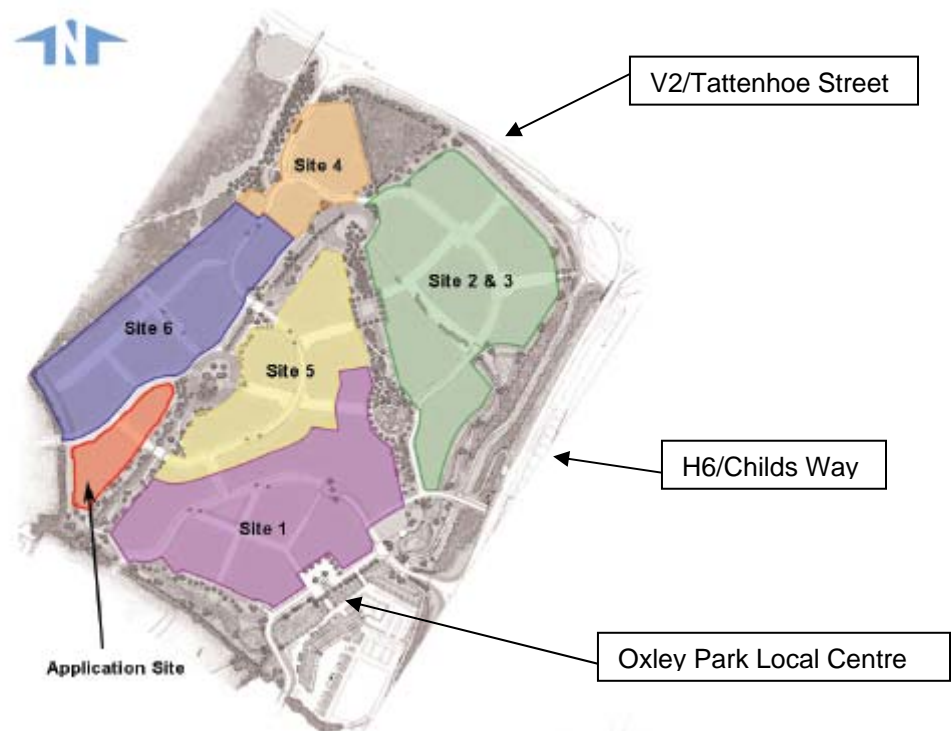 N
V2/Tattenhoe Street
Site 4
Site 2 & 3
Site 6
Site 5
H6/Childs Way
Site 1
Oxley Park Local Centre
Application Site